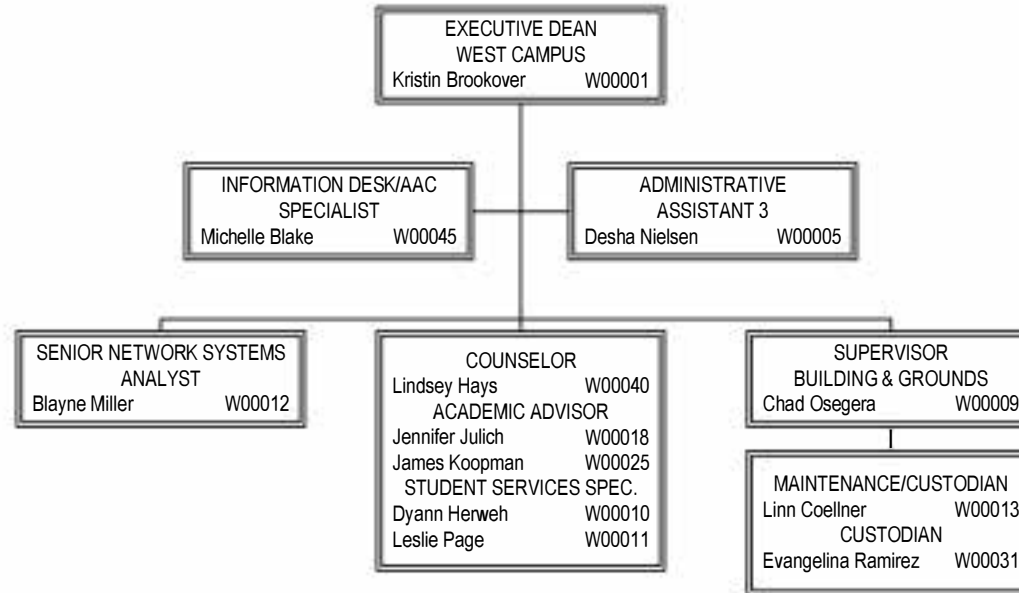 EXECUTIVE DEAN
WEST CAMPUS
Kristin Brookover W00001
INFORMATION DESK/AAC
SPECIALIST
Michelle Blake W00045
ADMINISTRATIVE
ASSISTANT 3
Desha Nielsen W00005
SENIOR NETWORK SYSTEMS
ANALYST
Blayne Miller W00012
COUNSELOR
Lindsey Hays W00040
ACADEMIC ADVISOR
Jennifer Julich W00018
James Koopman W00025
STUDENT SERVICES SPEC.
Dyann Herweh W00010
Leslie Page W00011
SUPERVISOR
BUILDING & GROUNDS
Chad Osegera W00009
MAINTENANCE/CUSTODIAN
Linn Coellner W00013
CUSTODIAN
Evangelina Ramirez W00031